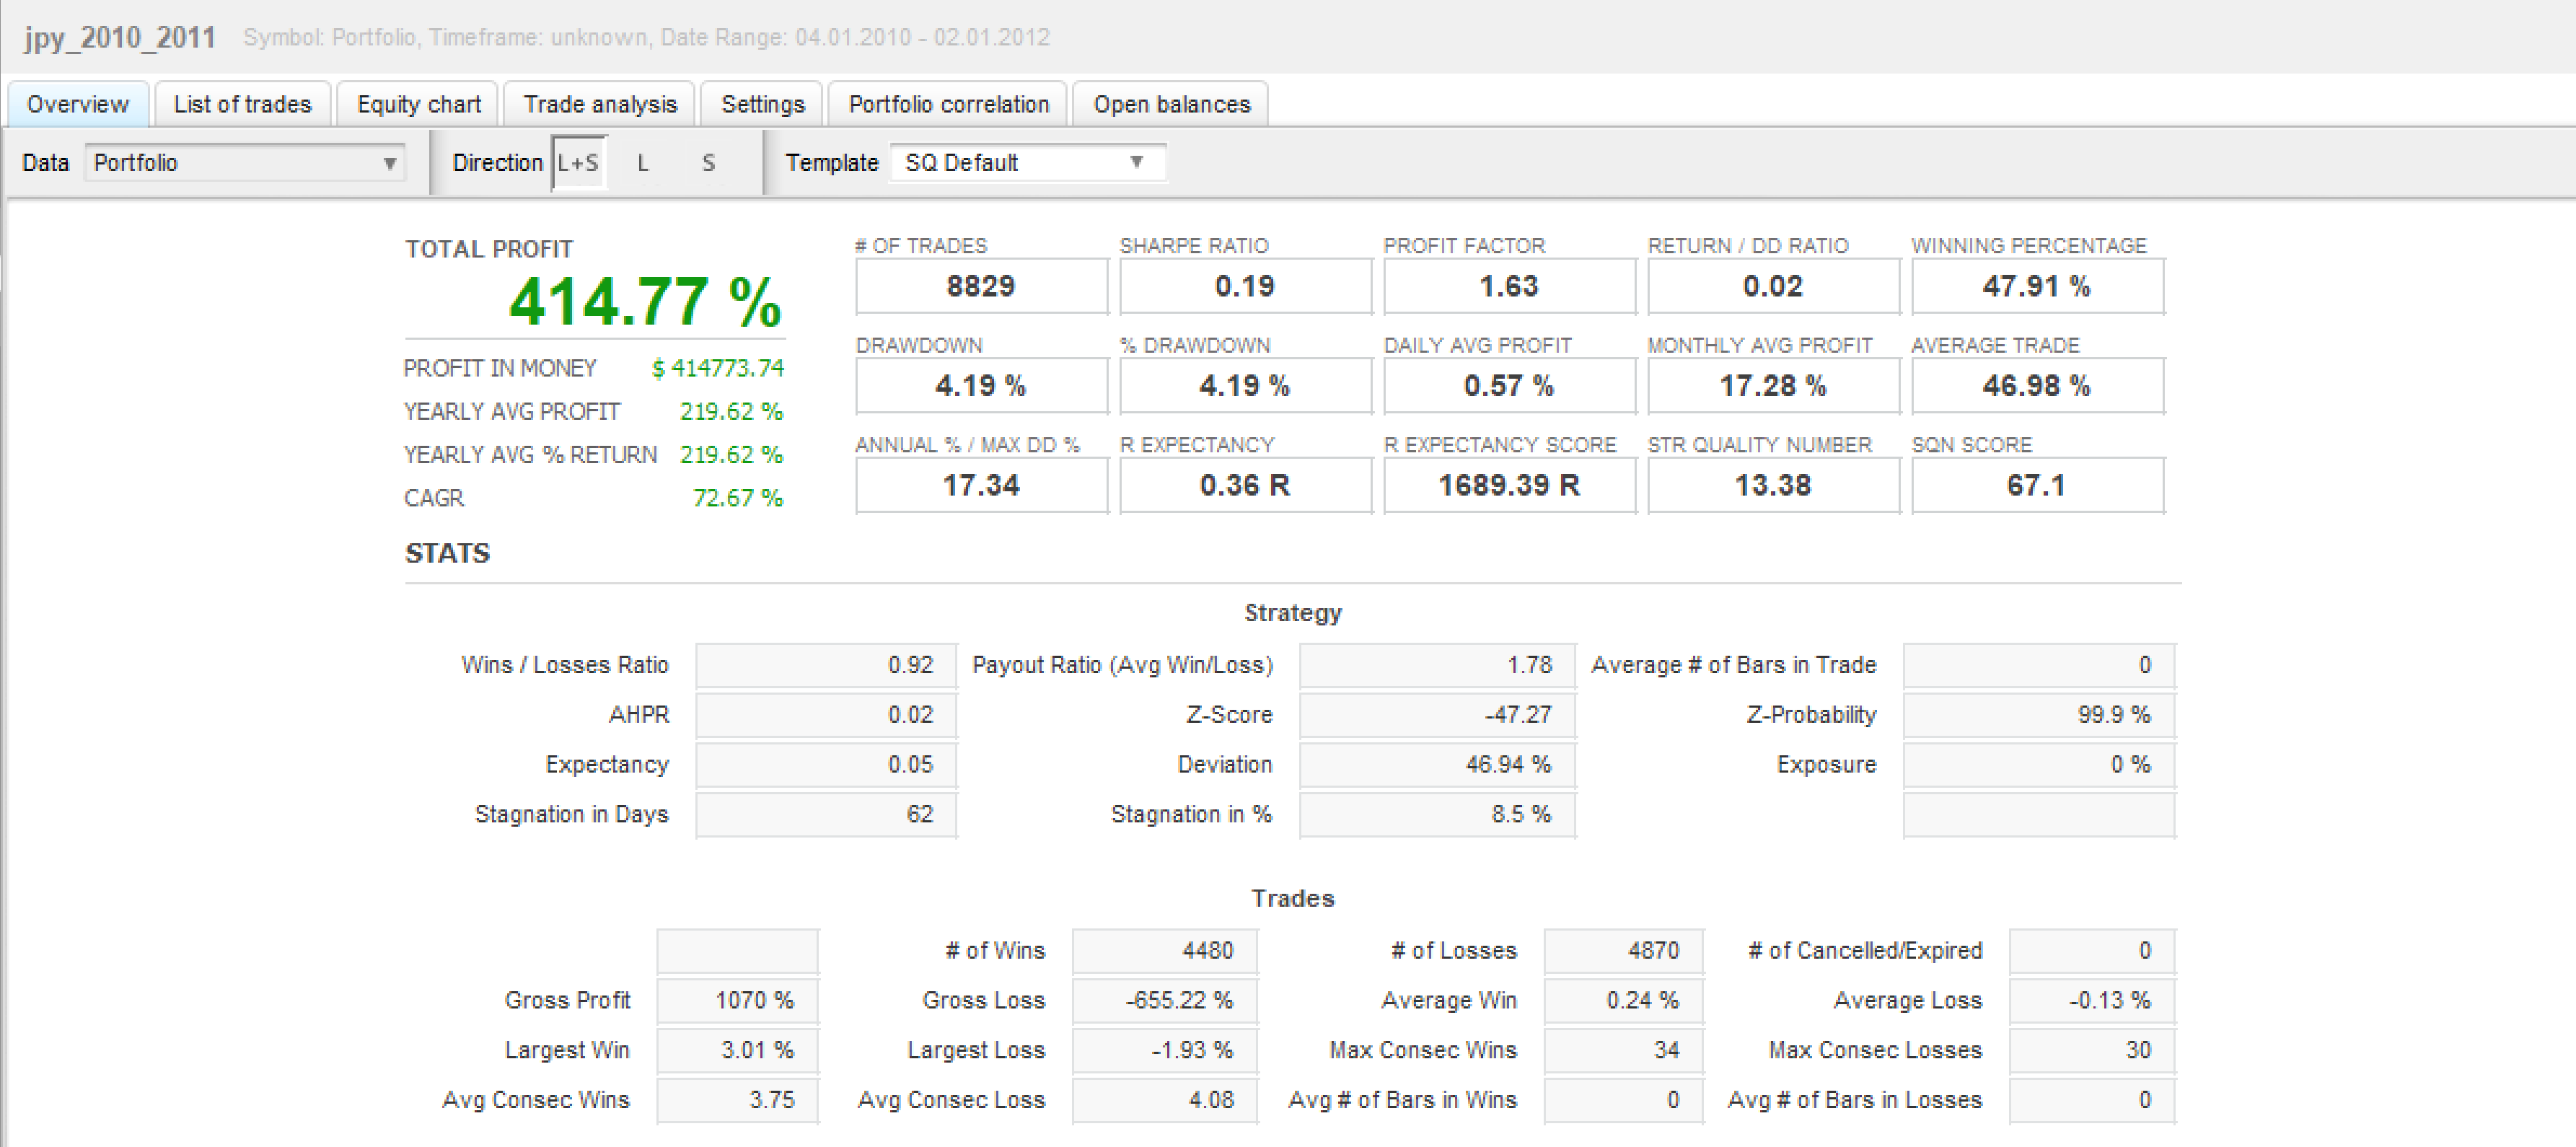 jpy_2010_2011 Symbol: Portfolio, Timeframe: unknown, Date Range: 04.01.2010 - 02.01.2012
Overview List of trades Equity chart Trade analysis Settings Portfolio correlation Open balances
Data Portfolio Direction L+S L S Template SQ Default
TOTAL PROFIT
414.77 %
PROFIT IN MONEY $ 414773.74
YEARLY AVG PROFIT 219.62 %
YEARLY AVG % RETURN 219.62 %
CAGR 72.67 %
# OF TRADES SHARPE RATIO PROFIT FACTOR RETURN / DD RATIO WINNING PERCENTAGE
8829 0.19 1.63 0.02 47.91 %
DRAWDOWN % DRAWDOWN DAILY AVG PROFIT MONTHLY AVG PROFIT AVERAGE TRADE
4.19 % 4.19 % 0.57 % 17.28 % 46.98 %
ANNUAL % / MAX DD % R EXPECTANCY R EXPECTANCY SCORE STR QUALITY NUMBER SQN SCORE
17.34 0.36 R 1689.39 R 13.38 67.1
STATS
Strategy
Wins / Losses Ratio 0.92 Payout Ratio (Avg Win/Loss) 1.78 Average # of Bars in Trade 0
AHPR 0.02 Z-Score -47.27 Z-Probability 99.9 %
Expectancy 0.05 Deviation 46.94 % Exposure 0 %
Stagnation in Days 62 Stagnation in % 8.5 %
Trades
# of Wins 4480 # of Losses 4870 # of Cancelled/Expired 0
Gross Profit 1070 % Gross Loss -655.22 % Average Win 0.24 % Average Loss -0.13 %
Largest Win 3.01 % Largest Loss -1.93 % Max Consec Wins 34 Max Consec Losses 30
Avg Consec Wins 3.75 Avg Consec Loss 4.08 Avg # of Bars in Wins 0 Avg # of Bars in Losses 0